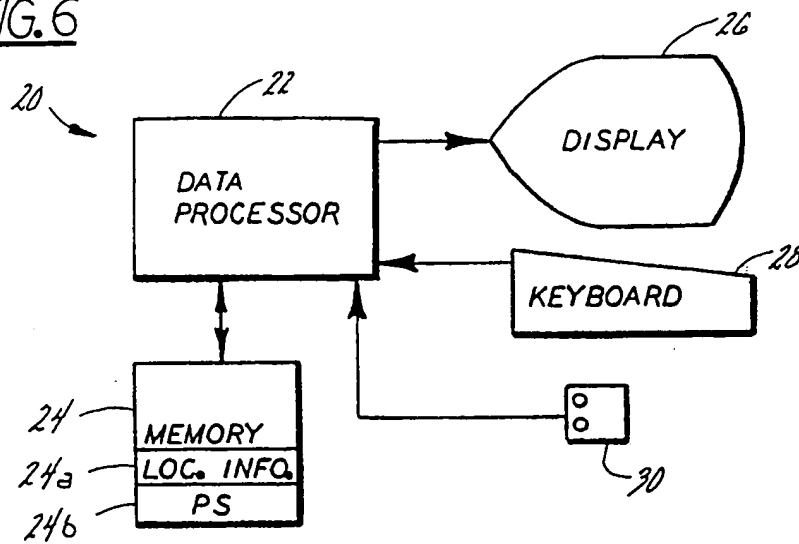 FIG. 6
20
22
26
DATA
PROCESSOR
DISPLAY
28
KEYBOARD
24
MEMORY
24a
LOC. INFO.
24b
PS
30